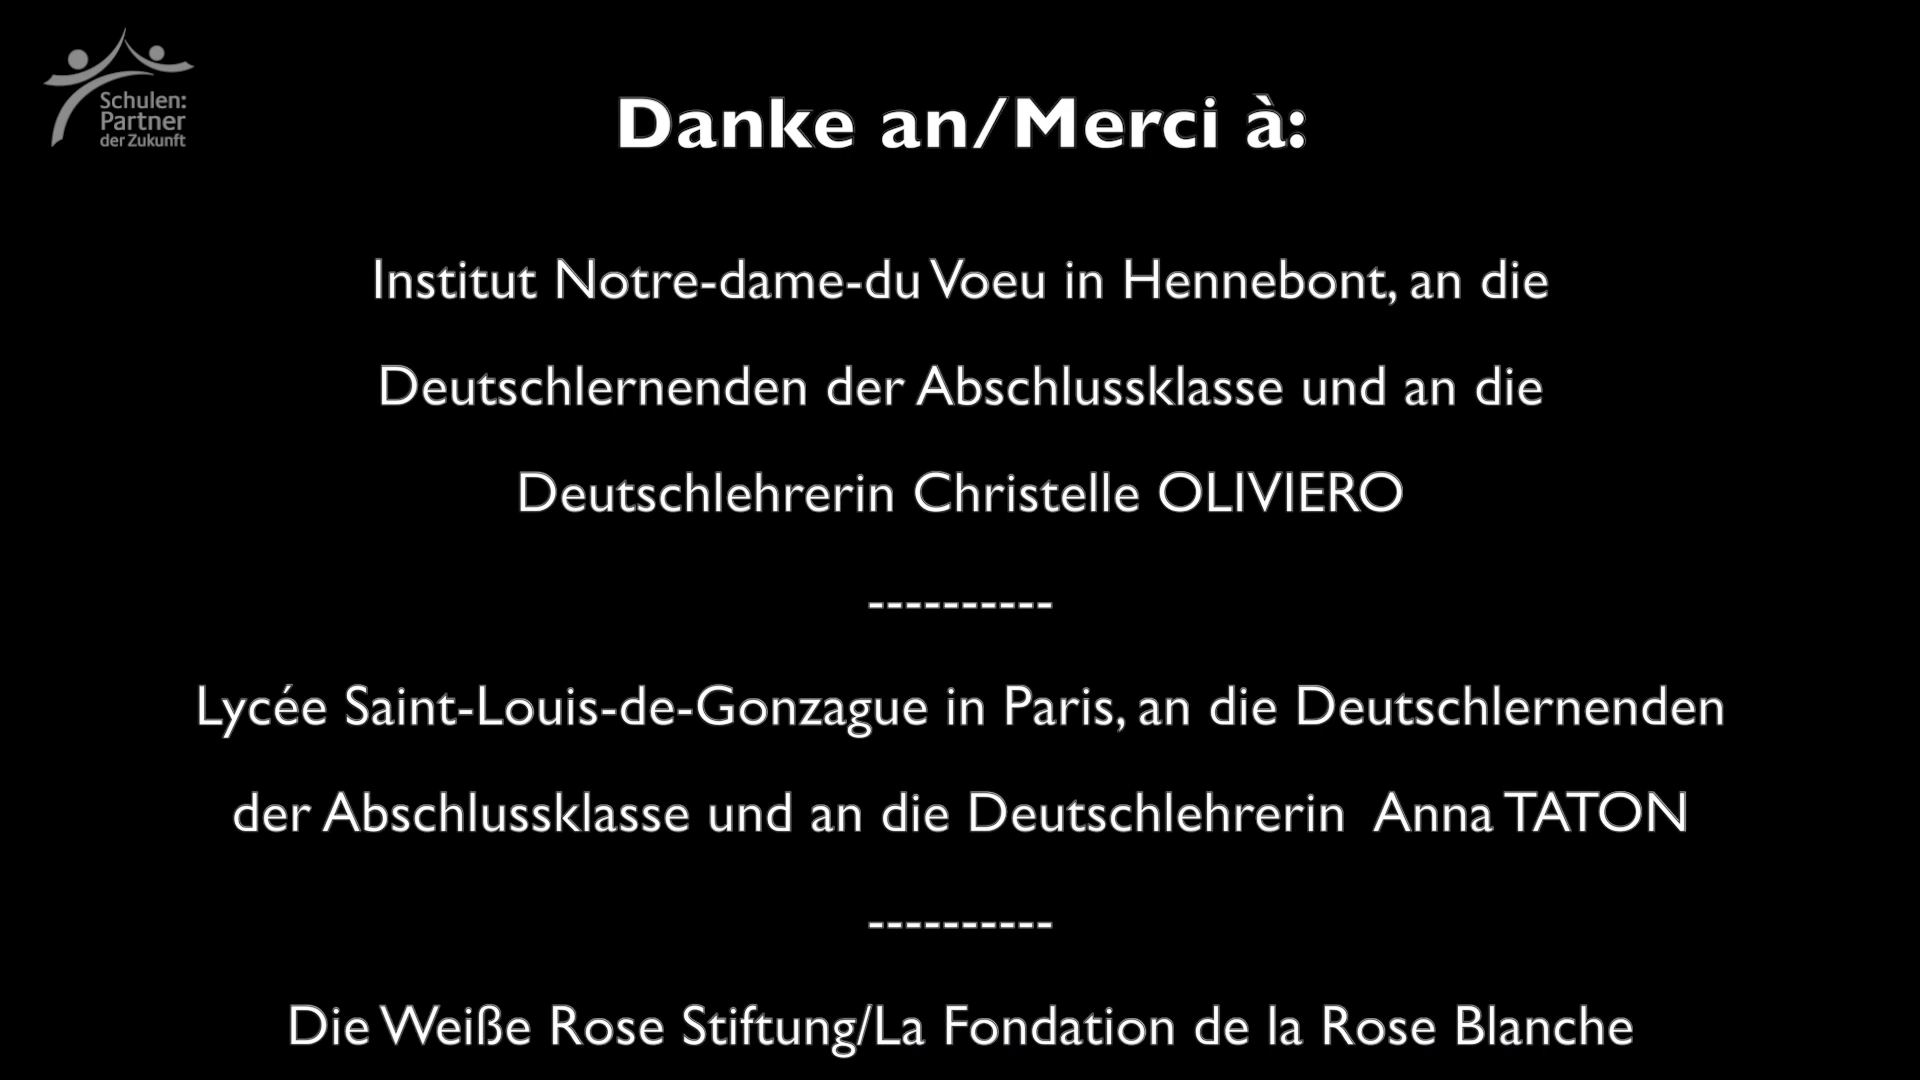 Schulen:
Partner
der Zukunft
Danke an/Merci à:
Institut Notre-dame-du Voeu in Hennebont, an die
Deutschlernenden der Abschlussklasse und an die
Deutschlehrerin Christelle OLIVIERO
----------
Lycée Saint-Louis-de-Gonzague in Paris, an die Deutschlernenden
der Abschlussklasse und an die Deutschlehrerin  Anna TATON
----------
Die Weiße Rose Stiftung/La Fondation de la Rose Blanche